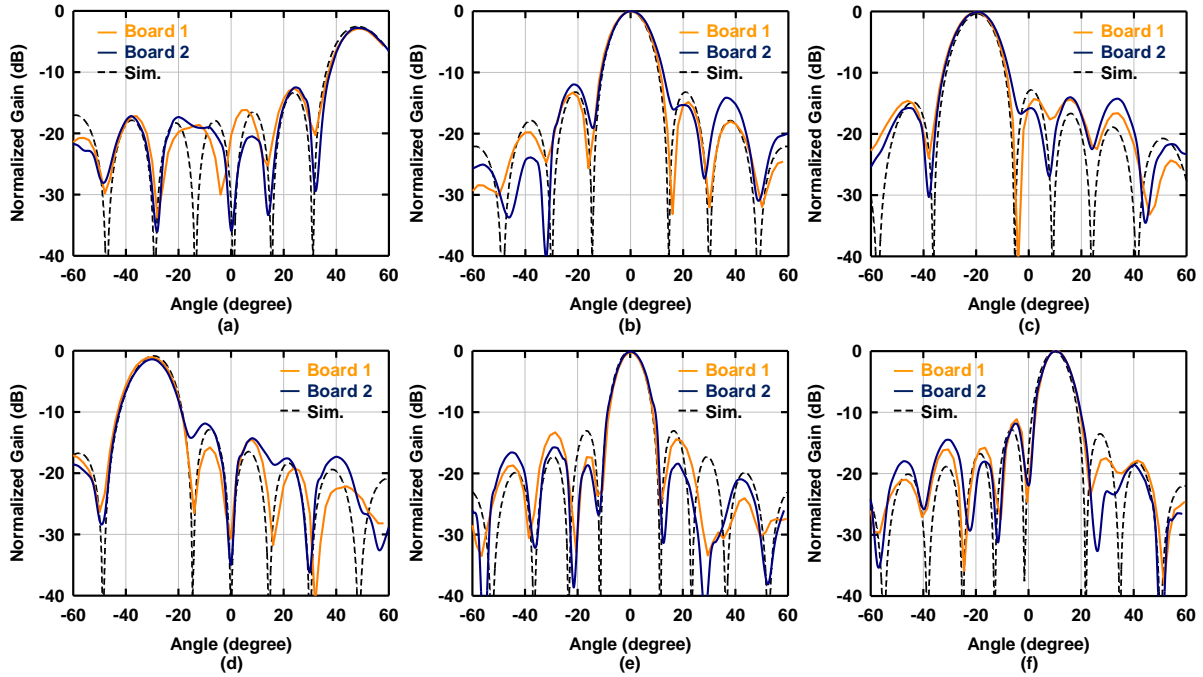 Normalized Gain (dB)
0
-10
-20
-30
-40
Board 1
Board 2
Sim.
-60 -40 -20 0 20 40 60
Angle (degree)
(a)
Normalized Gain (dB)
0
-10
-20
-30
-40
Board 1
Board 2
Sim.
-60 -40 -20 0 20 40 60
Angle (degree)
(b)
Normalized Gain (dB)
0
-10
-20
-30
-40
Board 1
Board 2
Sim.
-60 -40 -20 0 20 40 60
Angle (degree)
(c)
Normalized Gain (dB)
0
-10
-20
-30
-40
Board 1
Board 2
Sim.
-60 -40 -20 0 20 40 60
Angle (degree)
(d)
Normalized Gain (dB)
0
-10
-20
-30
-40
Board 1
Board 2
Sim.
-60 -40 -20 0 20 40 60
Angle (degree)
(e)
Normalized Gain (dB)
0
-10
-20
-30
-40
Board 1
Board 2
Sim.
-60 -40 -20 0 20 40 60
Angle (degree)
(f)